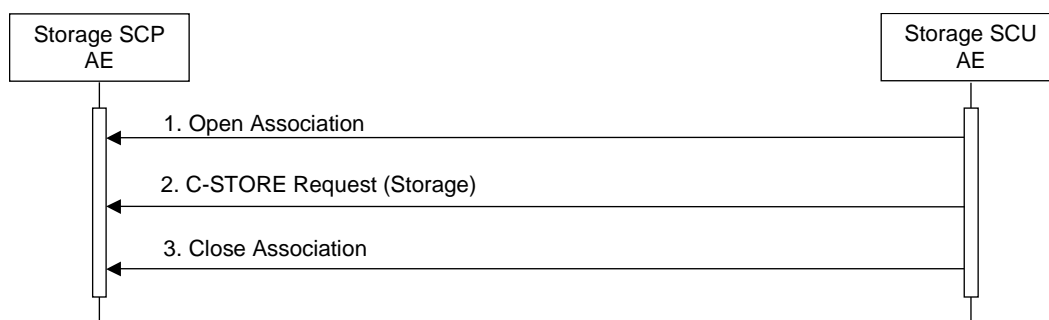 Storage SCP
AE
Storage SCU
AE
1. Open Association
2. C-STORE Request (Storage)
3. Close Association